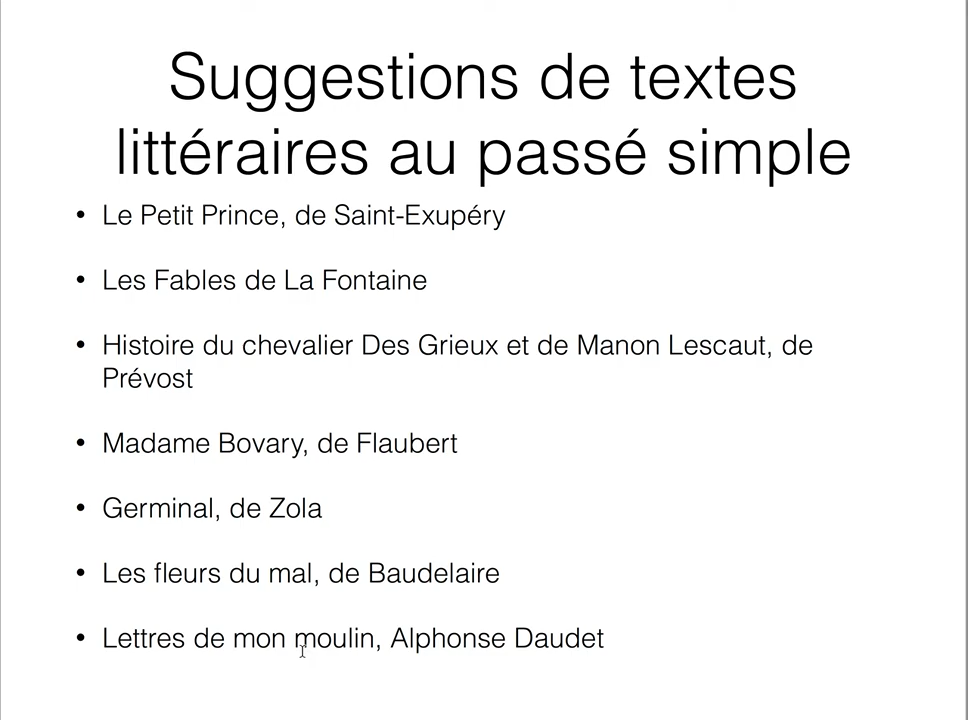 Suggestions de textes
littéraires au passé simple
• Le Petit Prince, de Saint-Exupéry
• Les Fables de La Fontaine
• Histoire du chevalier Des Grieux et de Manon Lescaut, de
Prévost
• Madame Bovary, de Flaubert
• Germinal, de Zola
• Les fleurs du mal, de Baudelaire
• Lettres de mon moulin, Alphonse Daudet